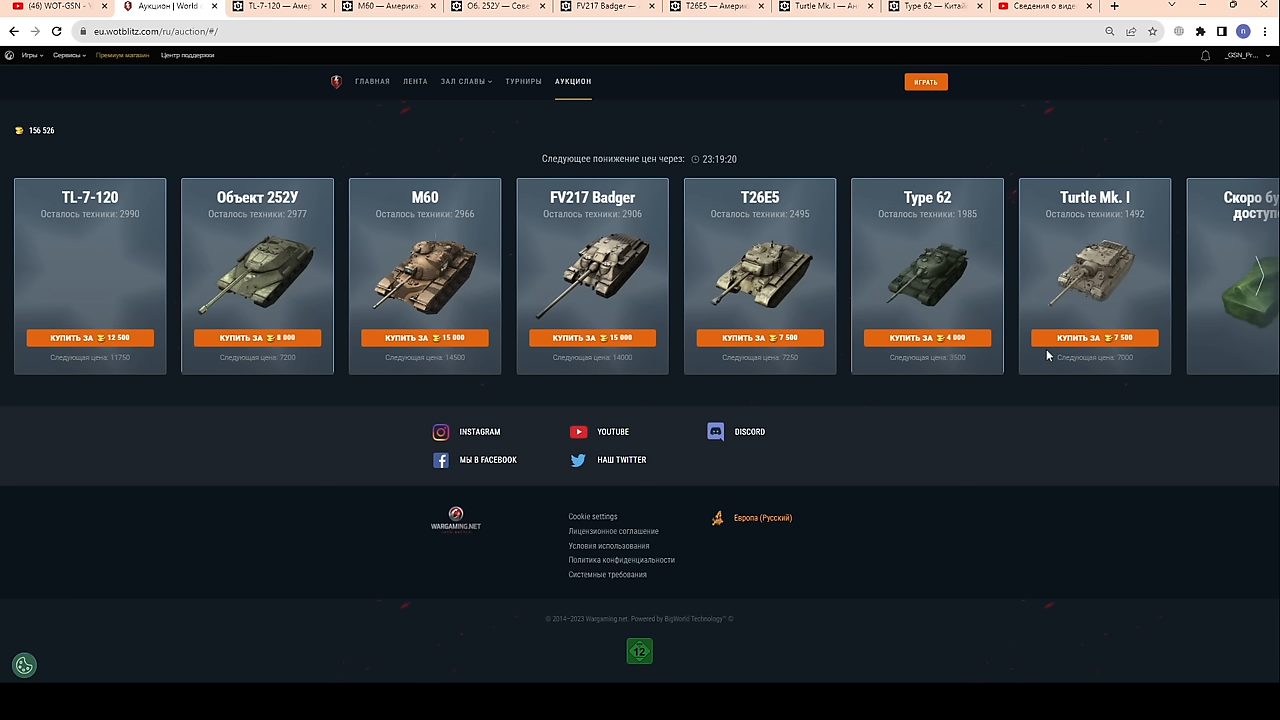 (46) WOT-GSN - Y
Аукцион | World
TL-7-120 — Амер
M60 — Америка
Об. 252У — Сове
FV217 Badger —
T26E5 — Америк
Turtle Mk. I — Ан
Type 62 — Китай
Сведения о виде
eu.wotblitz.com/ru/auction/#/
Игры
Сервисы
Премиум магазин
Центр поддержки
_GSN_Pr...
ГЛАВНАЯ
ЛЕНТА
ЗАЛ СЛАВЫ
ТУРНИРЫ
АУКЦИОН
ИГРАТЬ
156 526
Следующее понижение цен через: 23:19:20
TL-7-120
Осталось техники: 2990
КУПИТЬ ЗА 12 500
Следующая цена: 11750
Объект 252У
Осталось техники: 2977
КУПИТЬ ЗА 8 000
Следующая цена: 7200
M60
Осталось техники: 2966
КУПИТЬ ЗА 15 000
Следующая цена: 14500
FV217 Badger
Осталось техники: 2906
КУПИТЬ ЗА 15 000
Следующая цена: 14000
T26E5
Осталось техники: 2495
КУПИТЬ ЗА 7 500
Следующая цена: 7250
Type 62
Осталось техники: 1985
КУПИТЬ ЗА 4 000
Следующая цена: 3500
Turtle Mk. I
Осталось техники: 1492
КУПИТЬ ЗА 7 500
Следующая цена: 7000
Скоро бу
доступ
INSTAGRAM
YOUTUBE
DISCORD
МЫ В FACEBOOK
НАШ TWITTER
WARGAMING.NET
Cookie settings
Лицензионное соглашение
Условия использования
Политика конфиденциальности
Системные требования
Европа (Русский)
© 2014–2023 Wargaming.net. Powered by BigWorld Technology™ ©
12